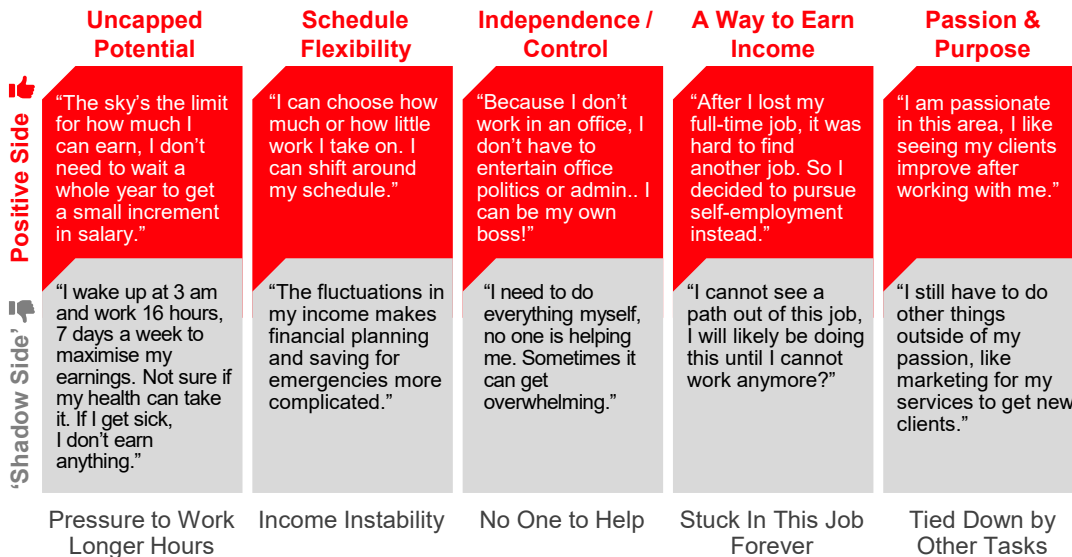 Uncapped
Potential
Schedule
Flexibility
Independence /
Control
A Way to Earn
Income
Passion &
Purpose
Positive Side
“The sky’s the limit
for how much I
can earn, I don’t
need to wait a
whole year to get
a small increment
in salary.”
“I can choose how
much or how little
work I take on. I
can shift around
my schedule.”
“Because I don’t
work in an office, I
don’t have to
entertain office
politics or admin.. I
can be my own
boss!”
“After I lost my
full-time job, it was
hard to find
another job. So I
decided to pursue
self-employment
instead.”
“I am passionate
in this area, I like
seeing my clients
improve after
working with me.”
‘Shadow Side’
“I wake up at 3 am
and work 16 hours,
7 days a week to
maximise my
earnings. Not sure if
my health can take
it. If I get sick,
I don’t earn
anything.”
“The fluctuations in
my income makes
financial planning
and saving for
emergencies more
complicated.”
“I need to do
everything myself,
no one is helping
me. Sometimes it
can get
overwhelming.”
“I cannot see a
path out of this job,
I will likely be doing
this until I cannot
work anymore?”
“I still have to do
other things
outside of my
passion, like
marketing for my
services to get new
clients.”
Pressure to Work
Longer Hours
Income Instability
No One to Help
Stuck In This Job
Forever
Tied Down by
Other Tasks